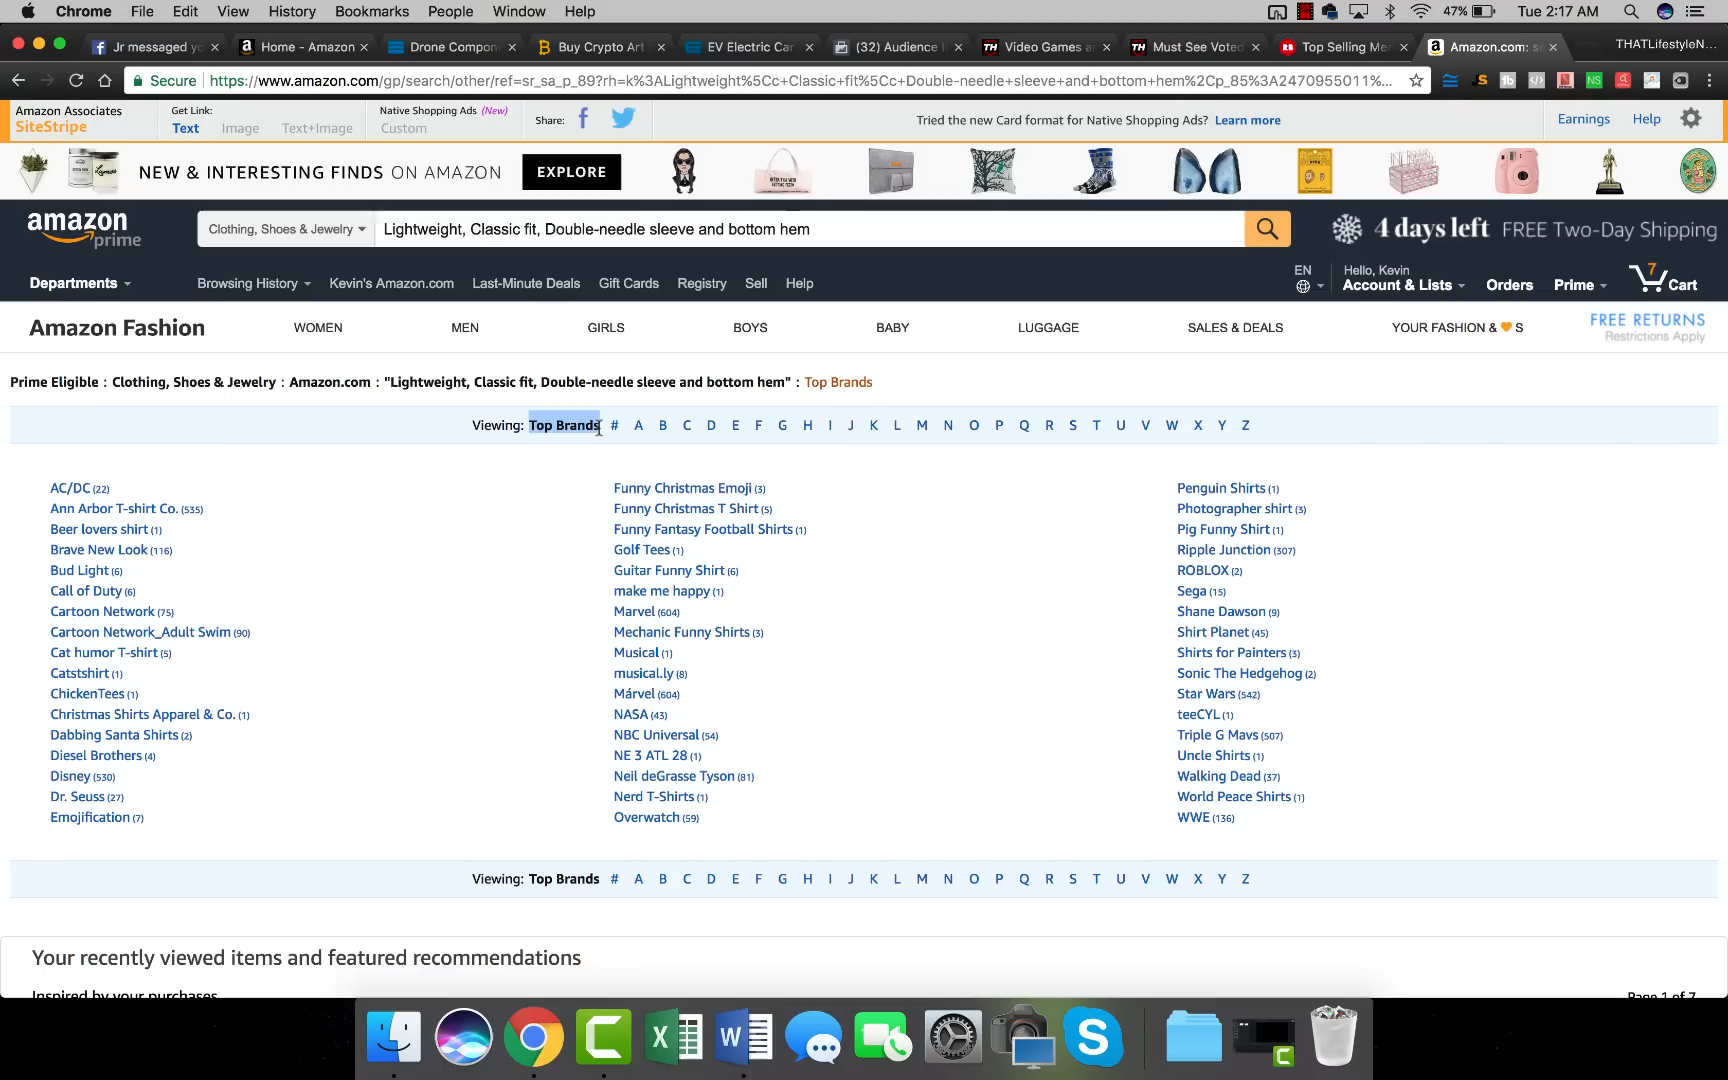 Chrome File Edit View History Bookmarks People Window Help 47% Tue 2:17 AM
Jr messaged y Home - Amazon Drone Compon Buy Crypto Art EV Electric Car (32) Audience Video Games a Must See Voted Top Selling Mer Amazon.com: s THATLifestyleN...
Secure https://www.amazon.com/gp/search/other/ref=sr_sa_p_89?rh=k%3ALightweight%5Cc+Classic+fit%5Cc+Double-needle+sleeve+and+bottom+hem%2Cp_85%3A2470955011%...
Amazon Associates Get Link: Native Shopping Ads (New)
SiteStripe Text Image Text+Image Custom Share: Tried the new Card format for Native Shopping Ads? Learn more Earnings Help
NEW & INTERESTING FINDS ON AMAZON EXPLORE
amazon prime Clothing, Shoes & Jewelry Lightweight, Classic fit, Double-needle sleeve and bottom hem 4 days left FREE Two-Day Shipping
EN Hello, Kevin 7
Departments Browsing History Kevin's Amazon.com Last-Minute Deals Gift Cards Registry Sell Help Account & Lists Orders Prime Cart
Amazon Fashion WOMEN MEN GIRLS BOYS BABY LUGGAGE SALES & DEALS YOUR FASHION & S FREE RETURNS
Restrictions Apply
Prime Eligible : Clothing, Shoes & Jewelry : Amazon.com : "Lightweight, Classic fit, Double-needle sleeve and bottom hem" : Top Brands
Viewing: Top Brands # A B C D E F G H I J K L M N O P Q R S T U V W X Y Z
AC/DC (22)
Ann Arbor T-shirt Co. (535)
Beer lovers shirt (1)
Brave New Look (116)
Bud Light (6)
Call of Duty (6)
Cartoon Network (75)
Cartoon Network_Adult Swim (90)
Cat humor T-shirt (5)
Catstshirt (1)
ChickenTees (1)
Christmas Shirts Apparel & Co. (1)
Dabbing Santa Shirts (2)
Diesel Brothers (4)
Disney (530)
Dr. Seuss (27)
Emojification (7)
Funny Christmas Emoji (3)
Funny Christmas T Shirt (5)
Funny Fantasy Football Shirts (1)
Golf Tees (1)
Guitar Funny Shirt (6)
make me happy (1)
Marvel (604)
Mechanic Funny Shirts (3)
Musical (1)
musical.ly (8)
Márvel (604)
NASA (43)
NBC Universal (54)
NE 3 ATL 28 (1)
Neil deGrasse Tyson (81)
Nerd T-Shirts (1)
Overwatch (59)
Penguin Shirts (1)
Photographer shirt (3)
Pig Funny Shirt (1)
Ripple Junction (307)
ROBLOX (2)
Sega (15)
Shane Dawson (9)
Shirt Planet (45)
Shirts for Painters (3)
Sonic The Hedgehog (2)
Star Wars (542)
teeCYL (1)
Triple G Mavs (507)
Uncle Shirts (1)
Walking Dead (37)
World Peace Shirts (1)
WWE (136)
Viewing: Top Brands # A B C D E F G H I J K L M N O P Q R S T U V W X Y Z
Your recently viewed items and featured recommendations
Inspired by your purchases Page 1 of 7